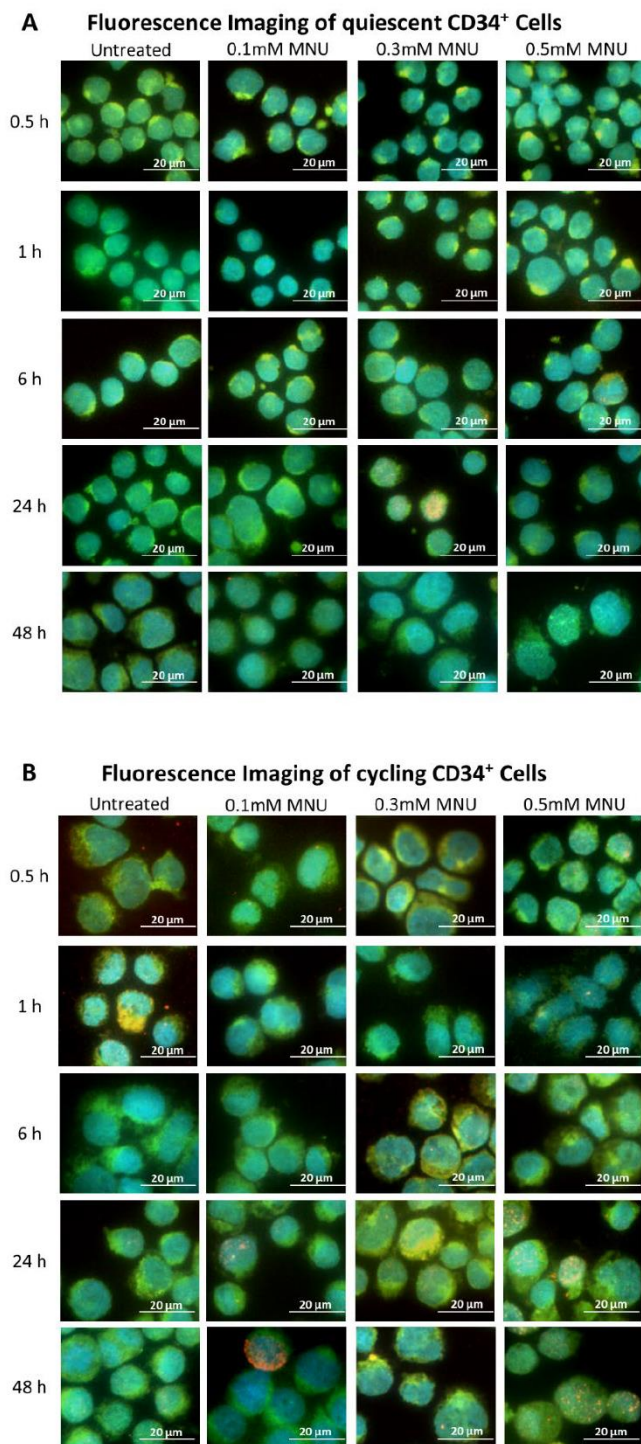 A Fluorescence Imaging of quiescent CD34⁺ Cells
Untreated 0.1mM MNU 0.3mM MNU 0.5mM MNU
0.5 h
20 µm 20 µm 20 µm 20 µm
1 h
20 µm 20 µm 20 µm 20 µm
6 h
20 µm 20 µm 20 µm 20 µm
24 h
20 µm 20 µm 20 µm 20 µm
48 h
20 µm 20 µm 20 µm 20 µm
B Fluorescence Imaging of cycling CD34⁺ Cells
Untreated 0.1mM MNU 0.3mM MNU 0.5mM MNU
0.5 h
20 µm 20 µm 20 µm 20 µm
1 h
20 µm 20 µm 20 µm 20 µm
6 h
20 µm 20 µm 20 µm 20 µm
24 h
20 µm 20 µm 20 µm 20 µm
48 h
20 µm 20 µm 20 µm 20 µm